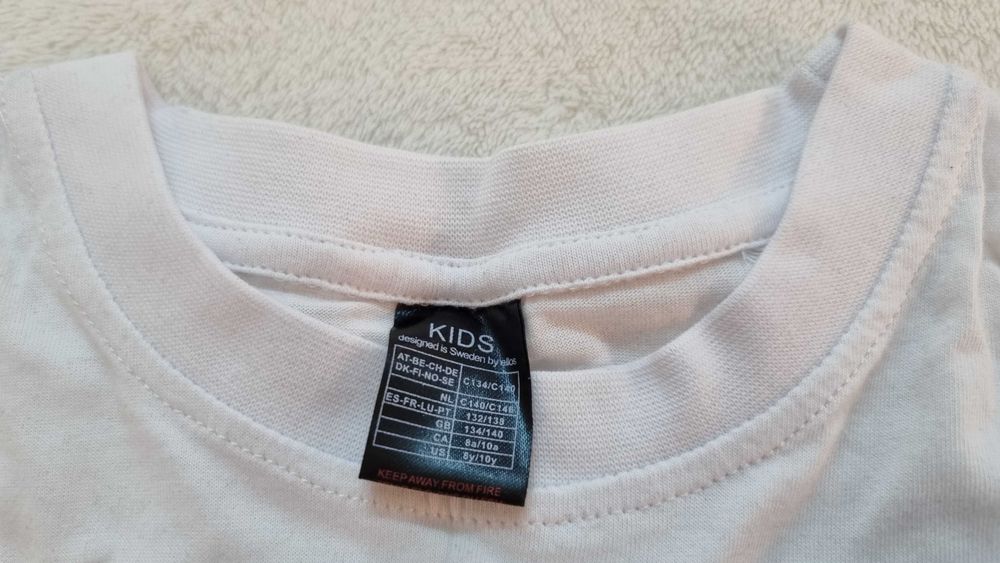 KIDS
designed is Sweden by ellos
AT-BE-CH-DE
DK-FI-NO-SE C134/C140
NL C140/C146
ES-FR-LU-PT 132/138
GB 134/140
CA 8a/10a
US 8y/10y
KEEP AWAY FROM FIRE